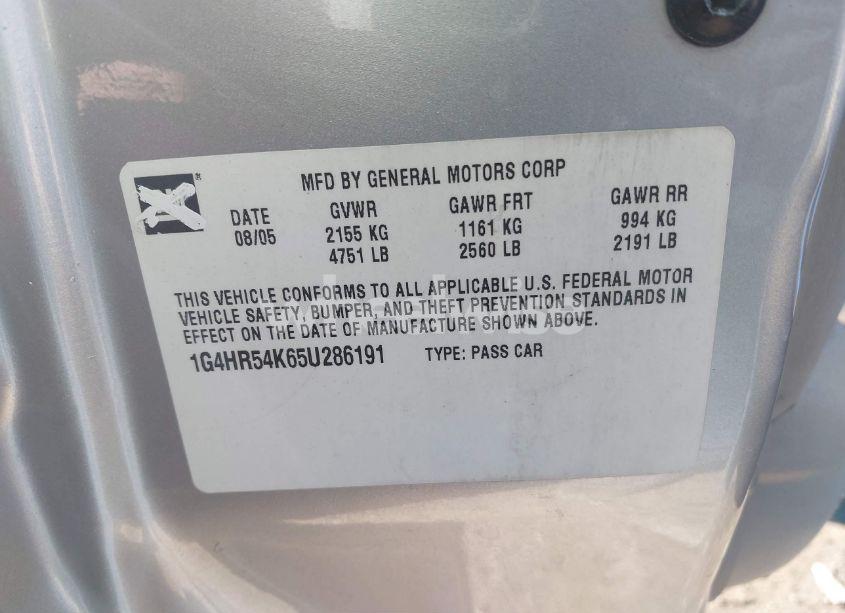 MFD BY GENERAL MOTORS CORP
DATE GVWR GAWR FRT GAWR RR
08/05 2155 KG 1161 KG 994 KG
4751 LB 2560 LB 2191 LB
THIS VEHICLE CONFORMS TO ALL APPLICABLE U.S. FEDERAL MOTOR
VEHICLE SAFETY, BUMPER, AND THEFT PREVENTION STANDARDS IN
EFFECT ON THE DATE OF MANUFACTURE SHOWN ABOVE.
1G4HR54K65U286191 TYPE: PASS CAR